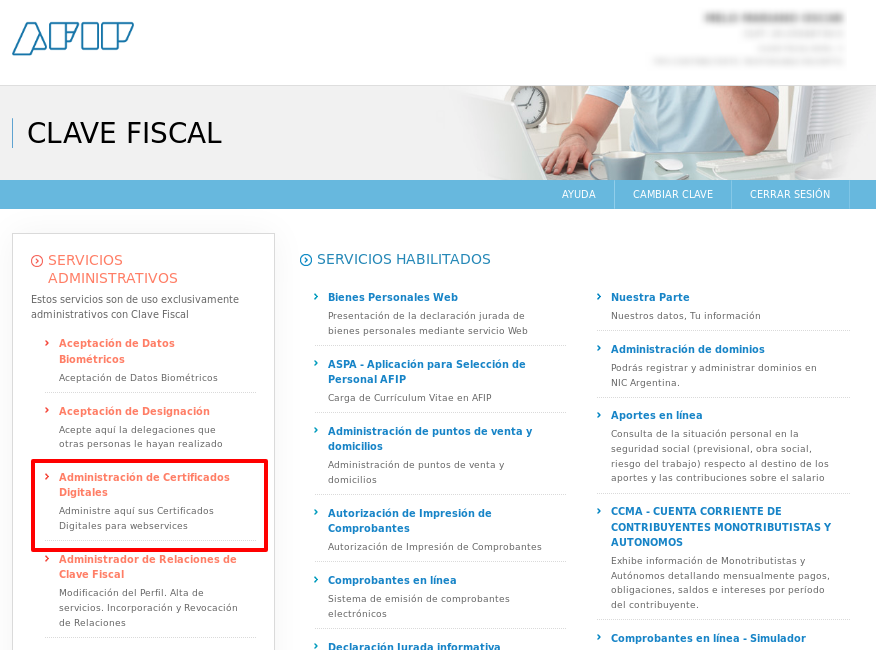 AFIP
CLAVE FISCAL
AYUDA
CAMBIAR CLAVE
CERRAR SESIÓN
SERVICIOS
ADMINISTRATIVOS
Estos servicios son de uso exclusivamente
administrativos con Clave Fiscal
Aceptación de Datos
Biométricos
Aceptación de Datos Biométricos
Aceptación de Designación
Acepte aquí la delegaciones que
otras personas le hayan realizado
Administración de Certificados
Digitales
Administre aquí sus Certificados
Digitales para webservices
Administrador de Relaciones de
Clave Fiscal
Modificación del Perfil. Alta de
servicios. Incorporación y Revocación
de Relaciones
SERVICIOS HABILITADOS
Bienes Personales Web
Presentación de la declaración jurada de
bienes personales mediante servicio Web
ASPA - Aplicación para Selección de
Personal AFIP
Carga de Currículum Vitae en AFIP
Administración de puntos de venta y
domicilios
Administración de puntos de venta y
domicilios
Autorización de Impresión de
Comprobantes
Autorización de Impresión de Comprobantes
Comprobantes en línea
Sistema de emisión de comprobantes
electrónicos
Declaración Jurada informativa
Nuestra Parte
Nuestros datos, Tu información
Administración de dominios
Podrás registrar y administrar dominios en
NIC Argentina.
Aportes en línea
Consulta de la situación personal en la
seguridad social (previsional, obra social,
riesgo del trabajo) respecto al destino de los
aportes y las contribuciones sobre el salario
CCMA - CUENTA CORRIENTE DE
CONTRIBUYENTES MONOTRIBUTISTAS Y
AUTONOMOS
Exhibe información de Monotributistas y
Autónomos detallando mensualmente pagos,
obligaciones, saldos e intereses por período
del contribuyente.
Comprobantes en línea - Simulador